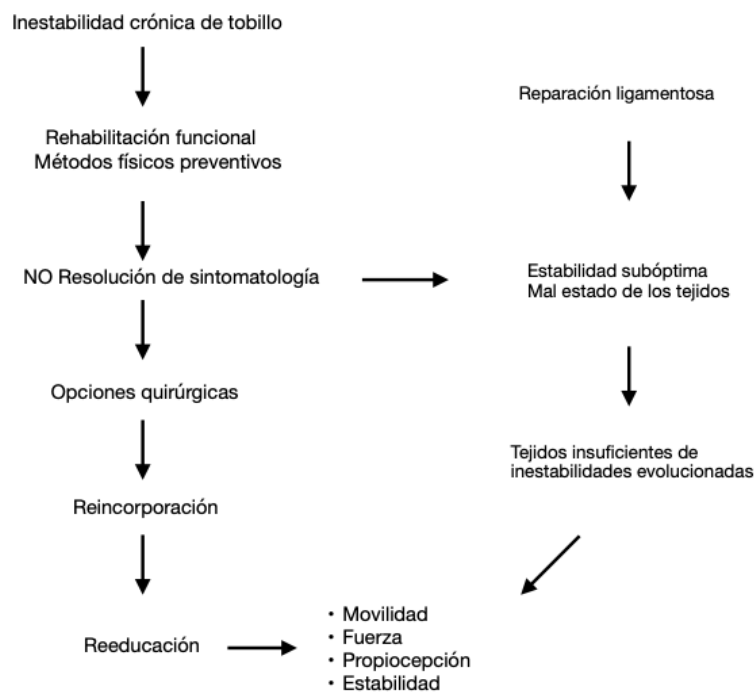 Inestabilidad crónica de tobillo
Rehabilitación funcional
Métodos físicos preventivos
NO Resolución de sintomatología
Opciones quirúrgicas
Reincorporación
Reeducación
Reparación ligamentosa
Estabilidad subóptima
Mal estado de los tejidos
Tejidos insuficientes de
inestabilidades evolucionadas
• Movilidad
• Fuerza
• Propiocepción
• Estabilidad